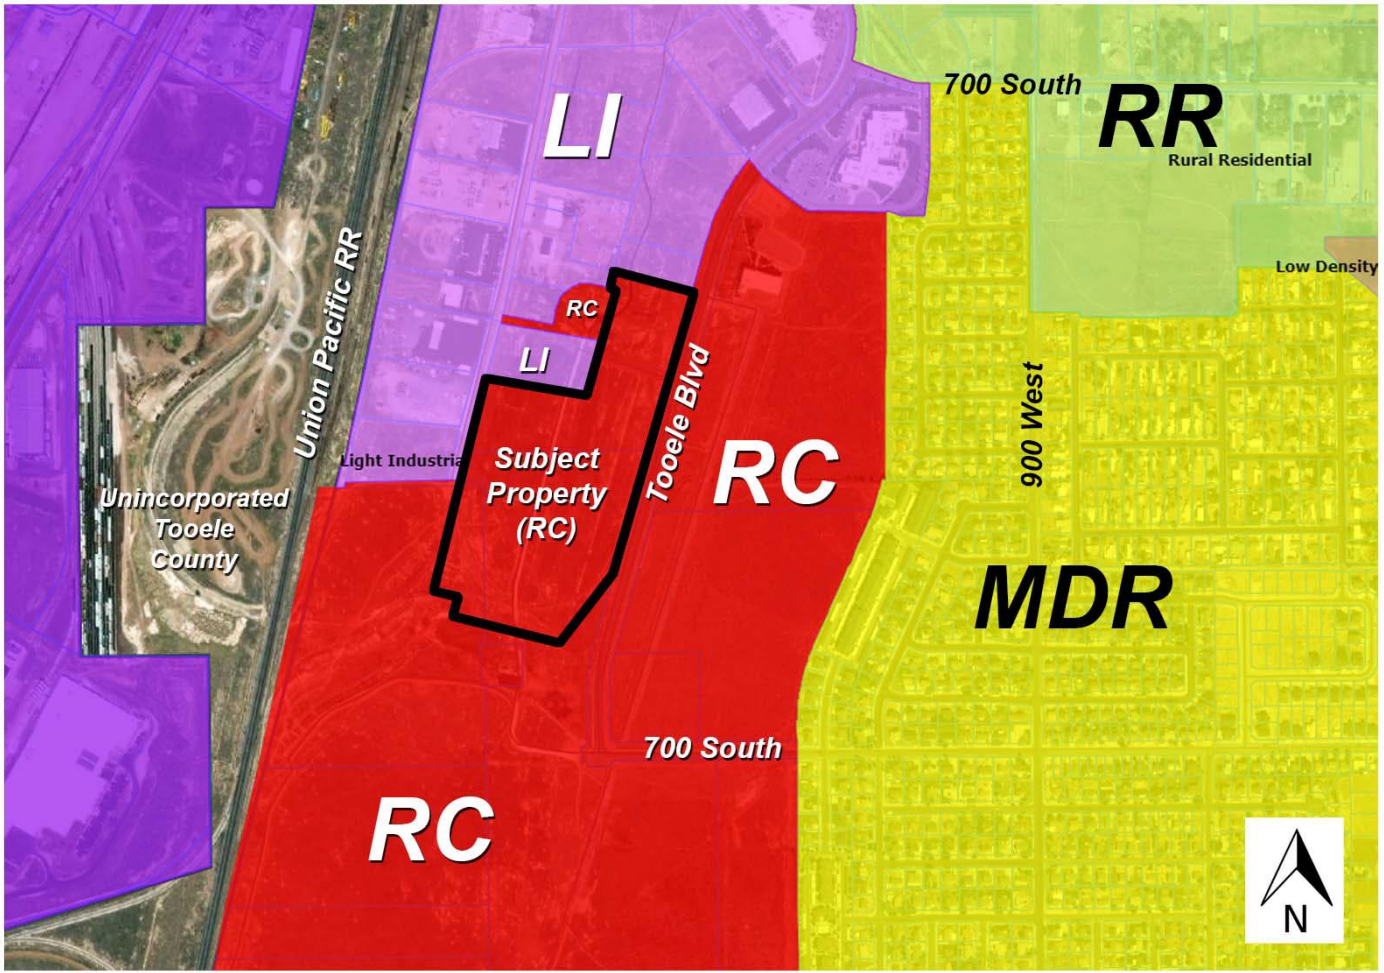 700 South
RR
Rural Residential
LI
Low Density
Union Pacific RR
RC
LI
Tooele Blvd
900 West
Light Industria
Subject
Property
(RC)
RC
Unincorporated
Tooele
County
MDR
700 South
RC
N